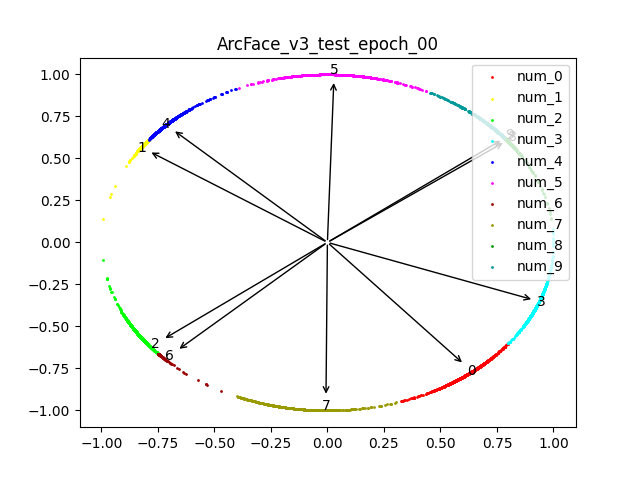 ArcFace_v3_test_epoch_00
1.00
0.75
0.50
0.25
0.00
−0.25
−0.50
−0.75
−1.00
−1.00 −0.75 −0.50 −0.25 0.00 0.25 0.50 0.75 1.00
5
4
1
9
3
2
6
0
7
num_0
num_1
num_2
num_3
num_4
num_5
num_6
num_7
num_8
num_9